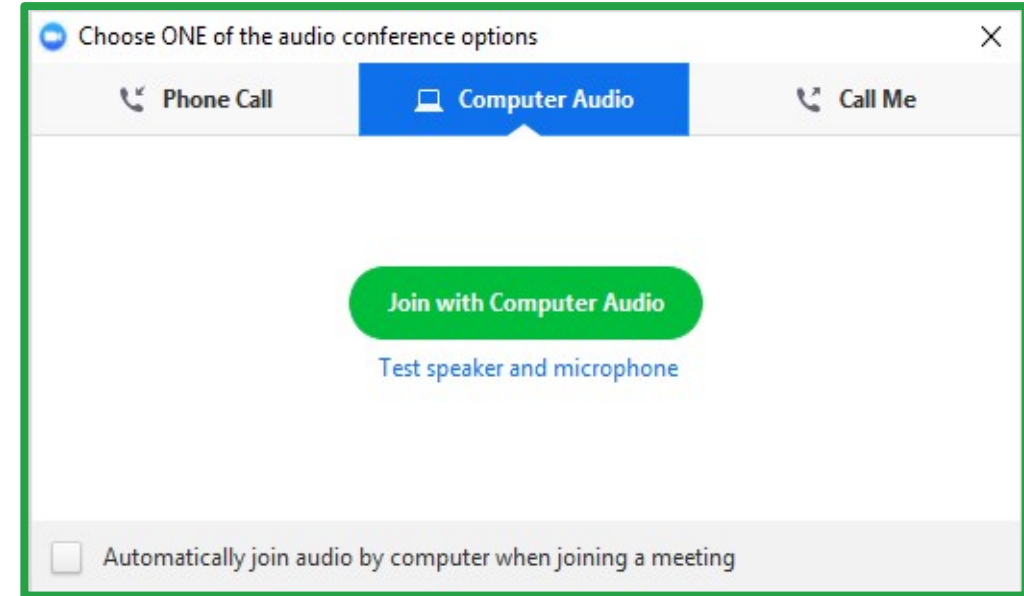 Choose ONE of the audio conference options
Phone Call
Computer Audio
Call Me
Join with Computer Audio
Test speaker and microphone
Automatically join audio by computer when joining a meeting